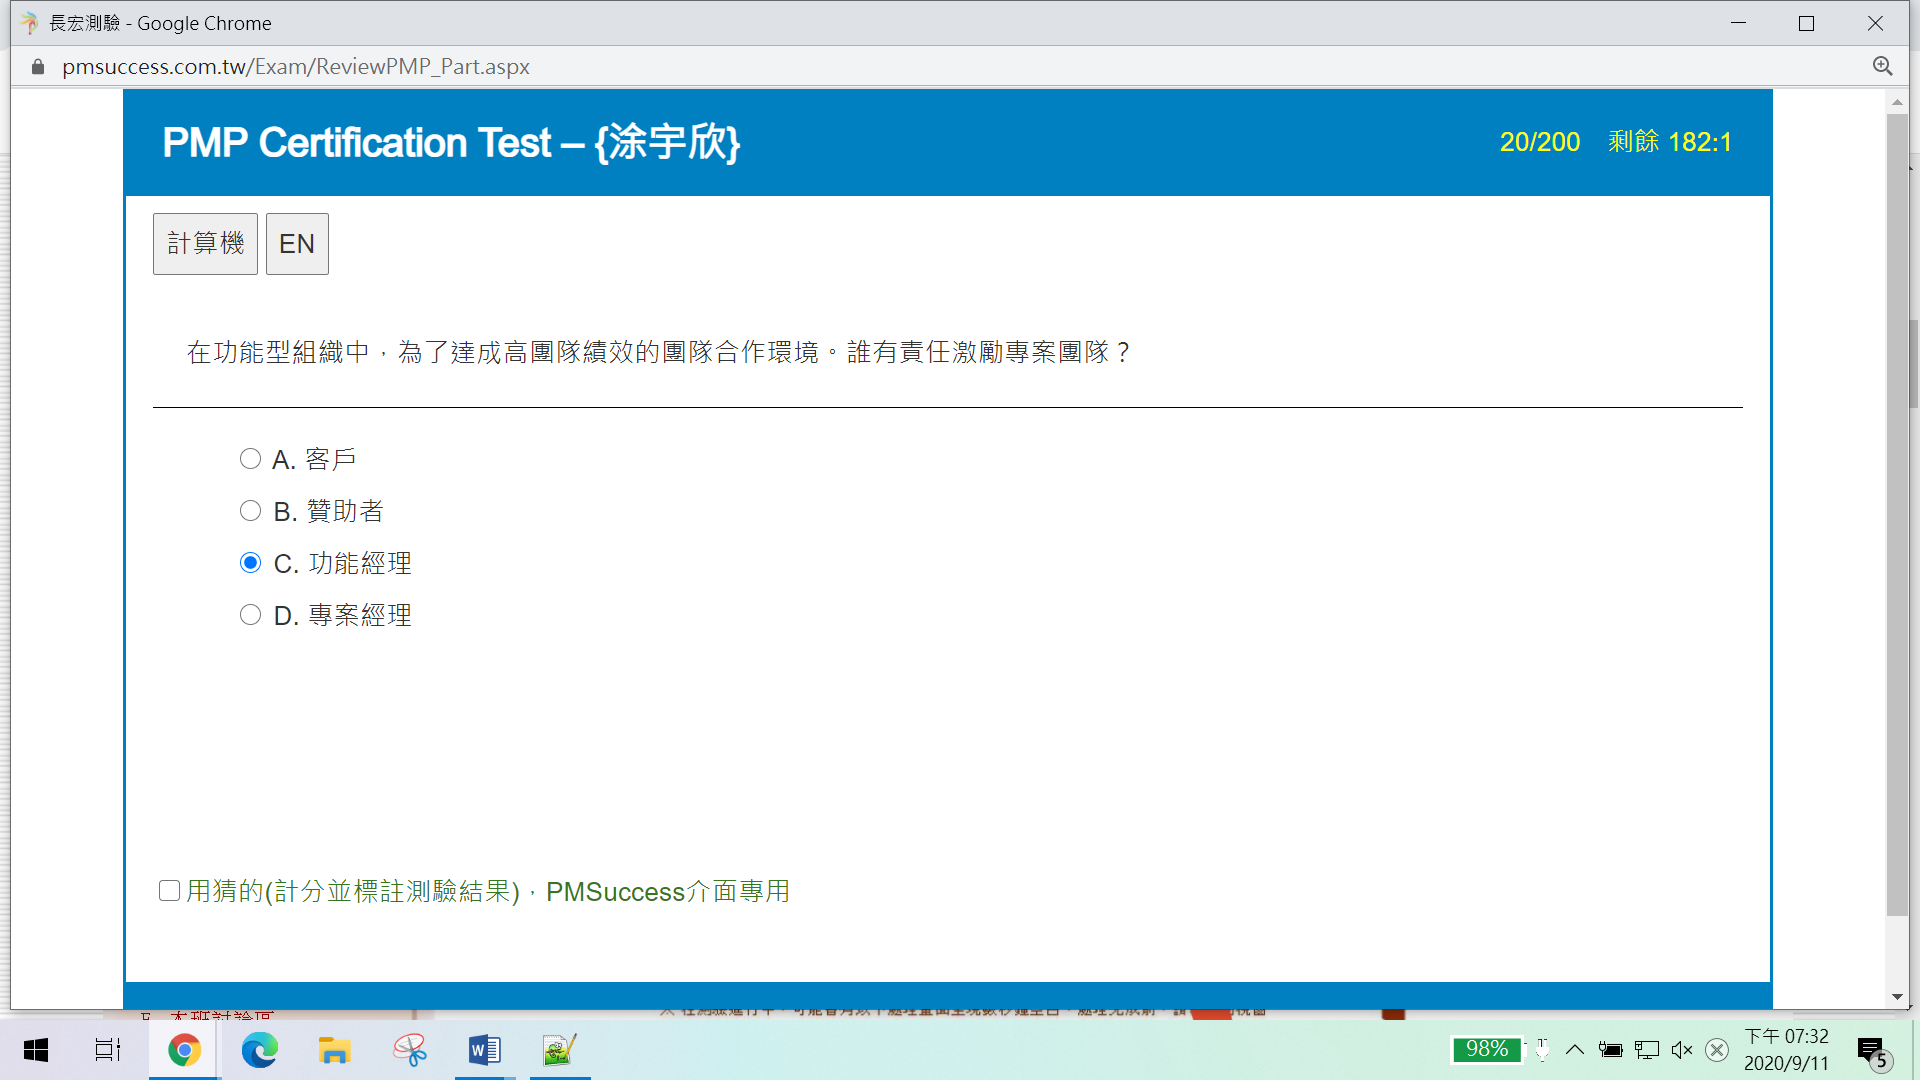 長宏測驗 - Google Chrome
pmsuccess.com.tw/Exam/ReviewPMP_Part.aspx
PMP Certification Test – {涂宇欣}
20/200 剩餘 182:1
計算機 EN
在功能型組織中，為了達成高團隊績效的團隊合作環境。誰有責任激勵專案團隊？
A. 客戶
B. 贊助者
C. 功能經理
D. 專案經理
用猜的(計分並標註測驗結果)，PMSuccess介面專用
98%
下午 07:32
2020/9/11
5